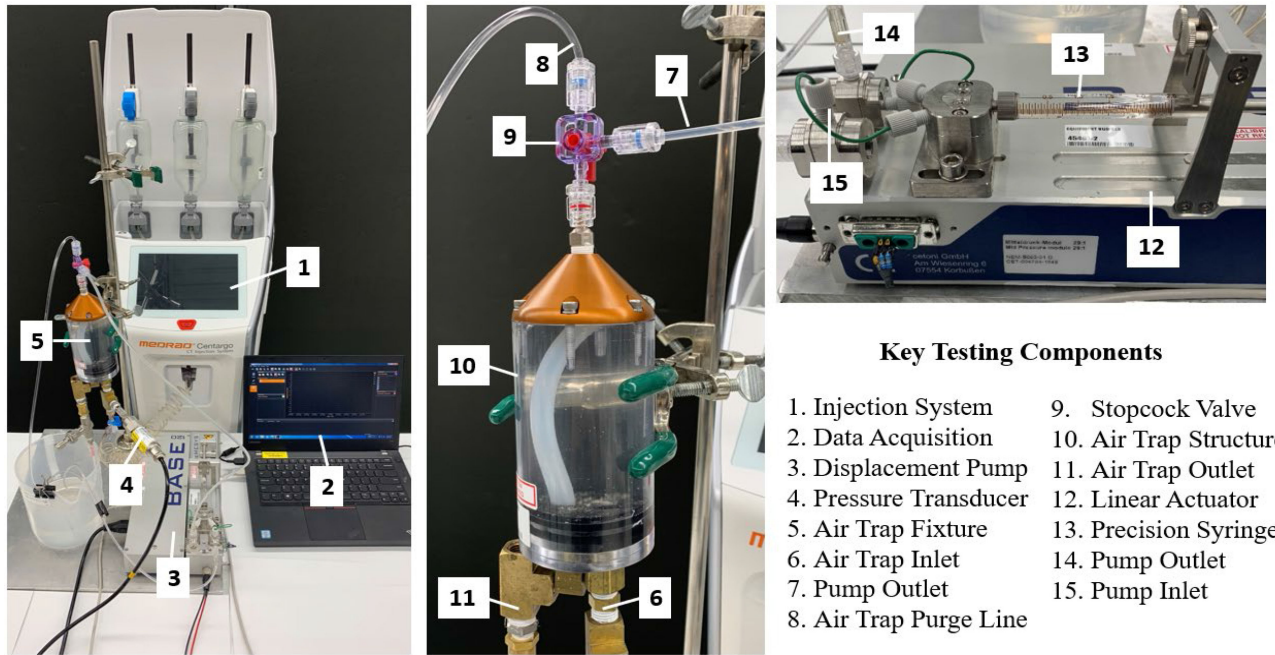 MEDRAD® Centargo
CT Injection System
BASE
1
2
3
4
5
6
7
8
9
10
11
12
13
14
15
cetoni GmbH
Am Wiesenring 6
07554 Korbußen
Key Testing Components
1. Injection System
2. Data Acquisition
3. Displacement Pump
4. Pressure Transducer
5. Air Trap Fixture
6. Air Trap Inlet
7. Pump Outlet
8. Air Trap Purge Line
9. Stopcock Valve
10. Air Trap Structure
11. Air Trap Outlet
12. Linear Actuator
13. Precision Syringe
14. Pump Outlet
15. Pump Inlet